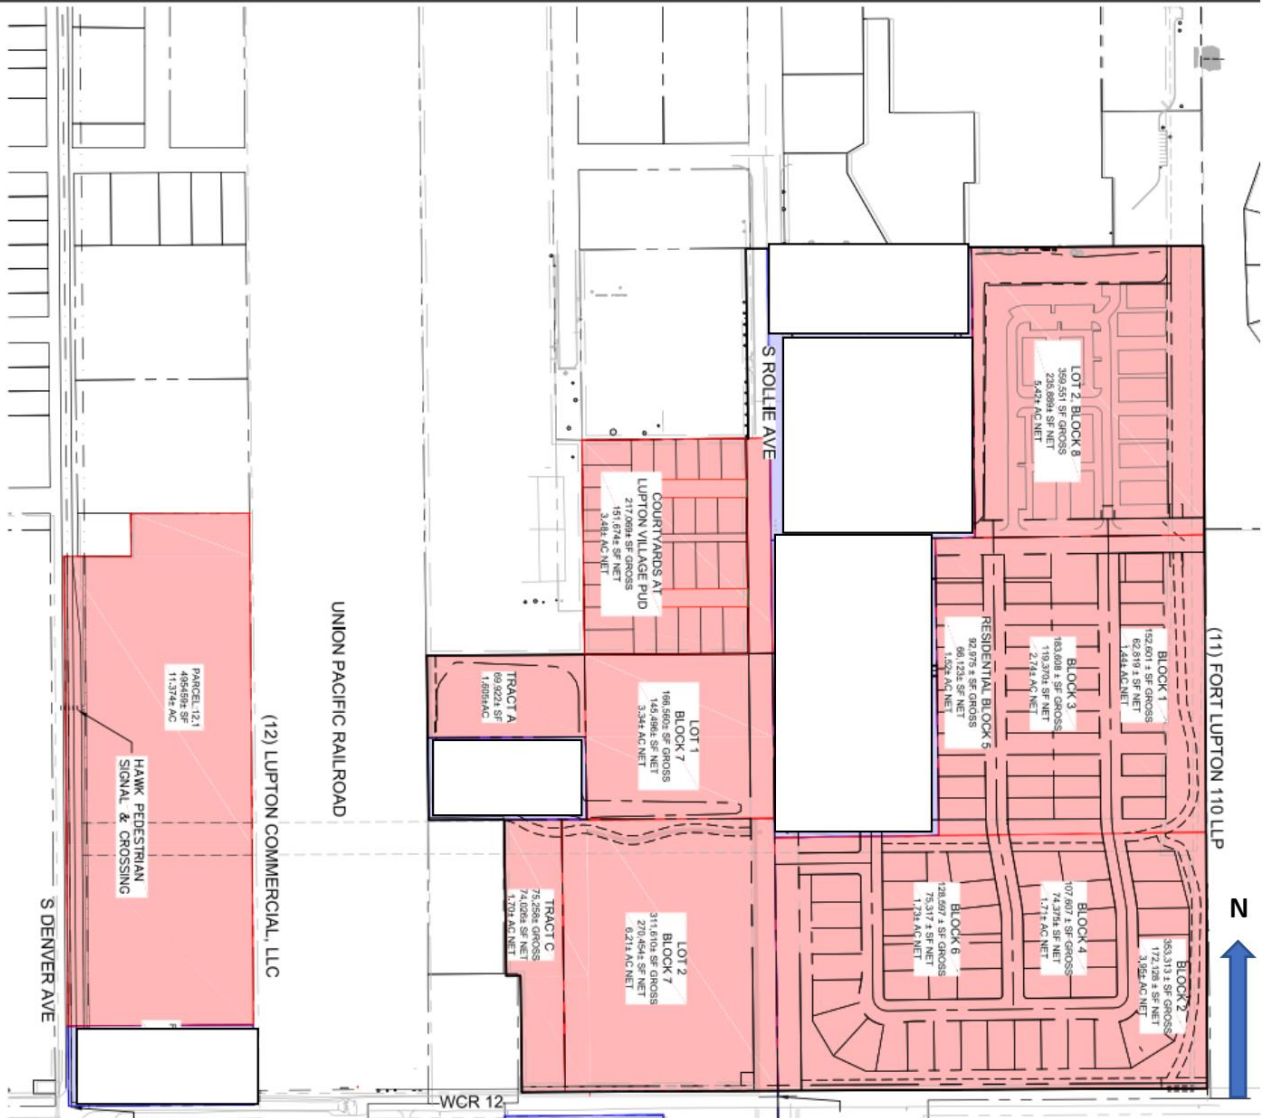 S ROLLIE AVE
LOT 2, BLOCK 8
359,551 SF GROSS
235,889± SF NET
5.42± AC NET
COURTYARDS AT
LUPTON VILLAGE PUD
217,069± SF GROSS
151,674± SF NET
3.48± AC NET
(11) FORT LUPTON 110 LLP
BLOCK 1
152,601 ± SF GROSS
62,819 ± SF NET
1.44± AC NET
BLOCK 3
183,608 ± SF GROSS
119,370± SF NET
2.74± AC NET
RESIDENTIAL BLOCK 5
92,975 ± SF GROSS
66,123± SF NET
1.52± AC NET
UNION PACIFIC RAILROAD
PARCEL:12.1
495459± SF
11.374± AC
TRACT A
69,922± SF
1.605±AC
LOT 1
BLOCK 7
166,560± SF GROSS
145,496± SF NET
3.34± AC NET
(12) LUPTON COMMERCIAL, LLC
HAWK PEDESTRIAN
SIGNAL & CROSSING
S DENVER AVE
TRACT C
75,258± GROSS
74,026± SF NET
1.70± AC NET
LOT 2
BLOCK 7
311,610± SF GROSS
270,454± SF NET
6.21± AC NET
BLOCK 6
128,597 ± SF GROSS
75,317 ± SF NET
1.73± AC NET
BLOCK 4
107,607 ± SF GROSS
74,375± SF NET
1.71± AC NET
BLOCK 2
353,313 ± SF GROSS
172,128 ± SF NET
3.95± AC NET
N
WCR 12